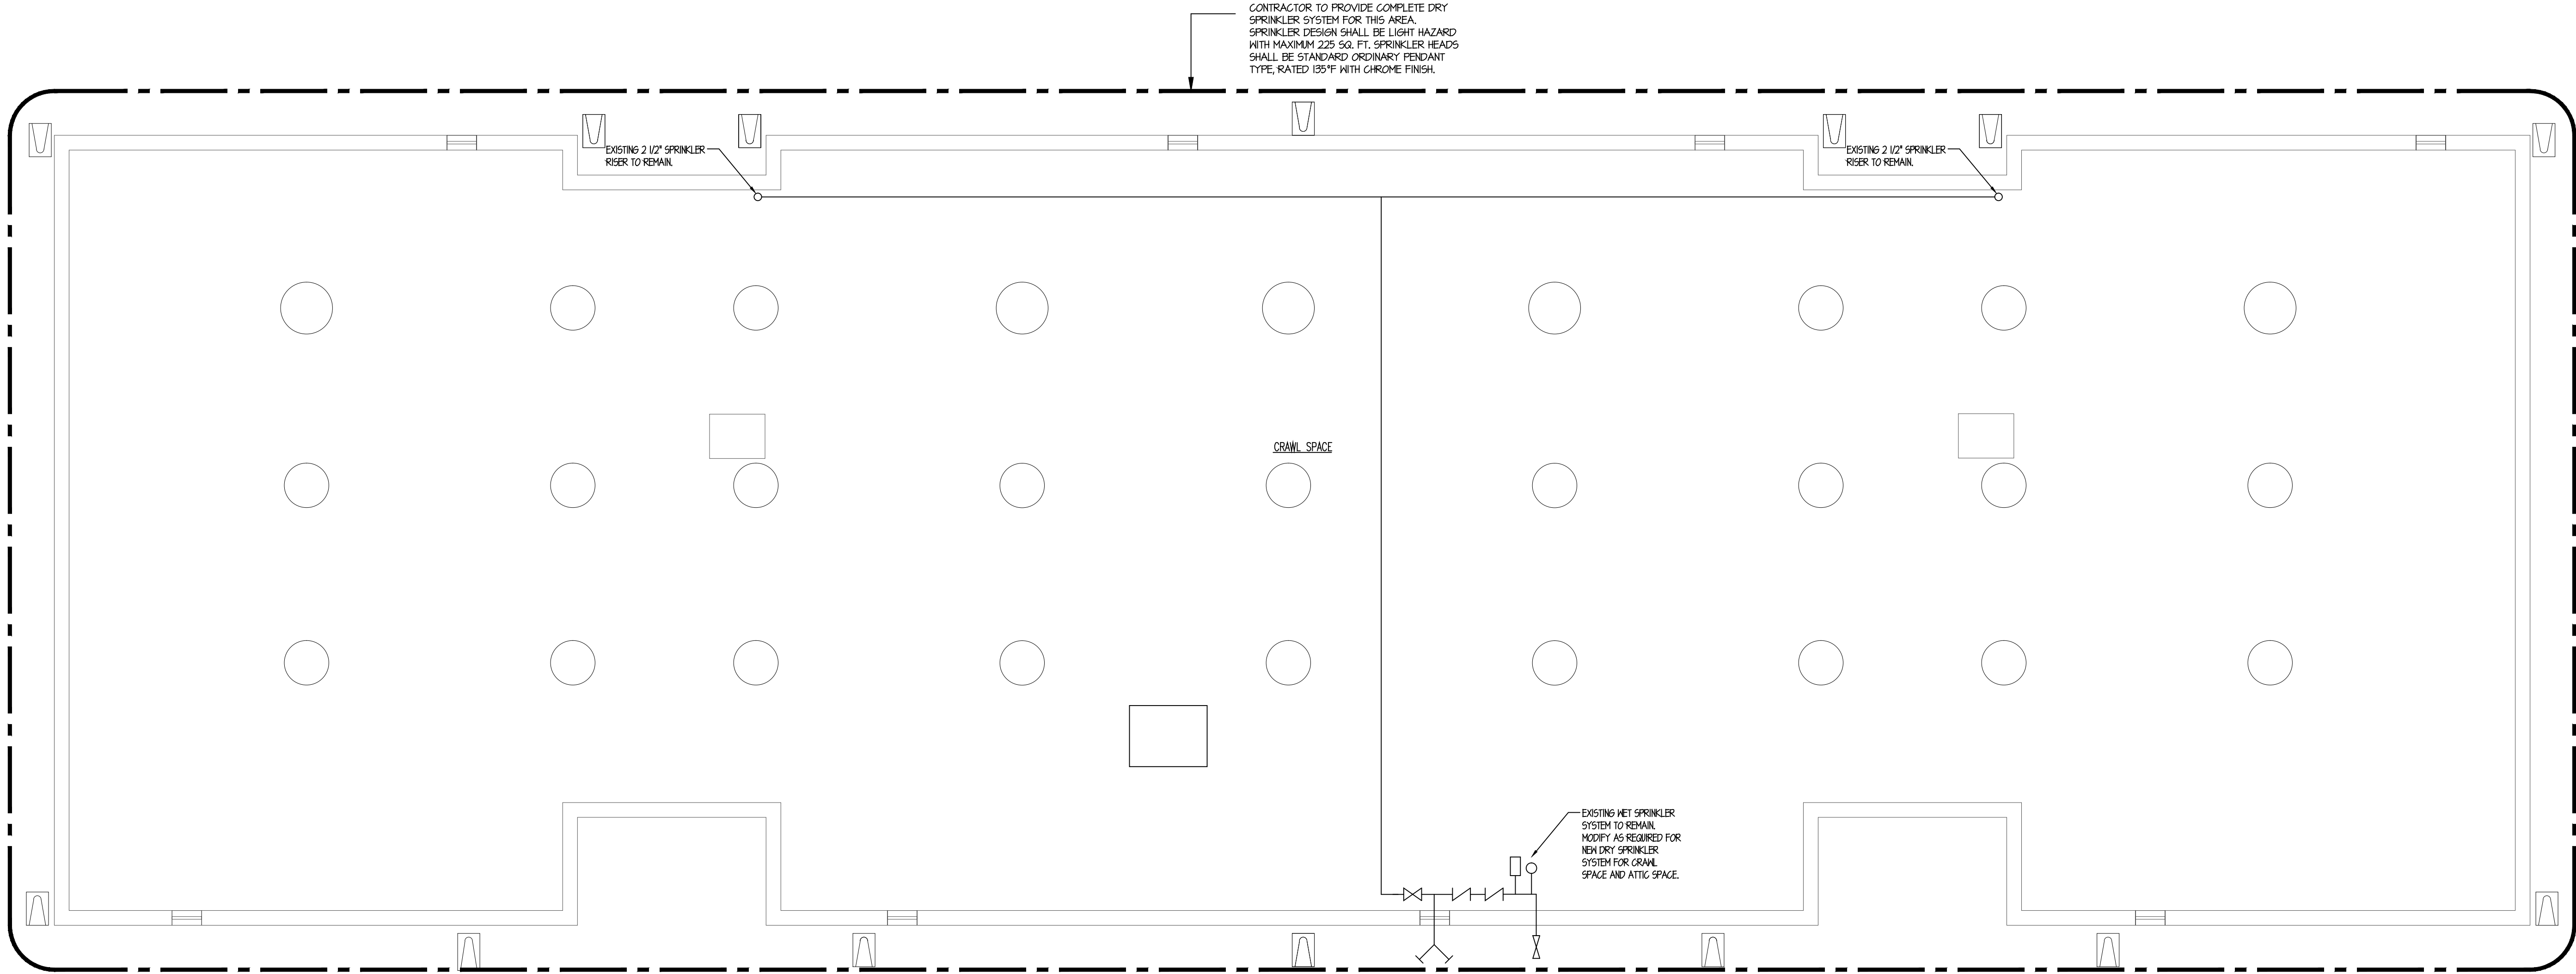 CONTRACTOR TO PROVIDE COMPLETE DRY
SPRINKLER SYSTEM FOR THIS AREA.
SPRINKLER DESIGN SHALL BE LIGHT HAZARD
WITH MAXIMUM 225 SQ. FT. SPRINKLER HEADS
SHALL BE STANDARD ORDINARY PENDANT
TYPE, RATED 135°F WITH CHROME FINISH.
EXISTING 2 1/2" SPRINKLER
RISER TO REMAIN.
EXISTING 2 1/2" SPRINKLER
RISER TO REMAIN.
CRAWL SPACE
EXISTING WET SPRINKLER
SYSTEM TO REMAIN.
MODIFY AS REQUIRED FOR
NEW DRY SPRINKLER
SYSTEM FOR CRAWL
SPACE AND ATTIC SPACE.